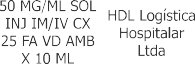 50 MG/ML SOL
INJ IM/IV CX
25 FA VD AMB
X 10 ML
HDL Logística
Hospitalar
Ltda